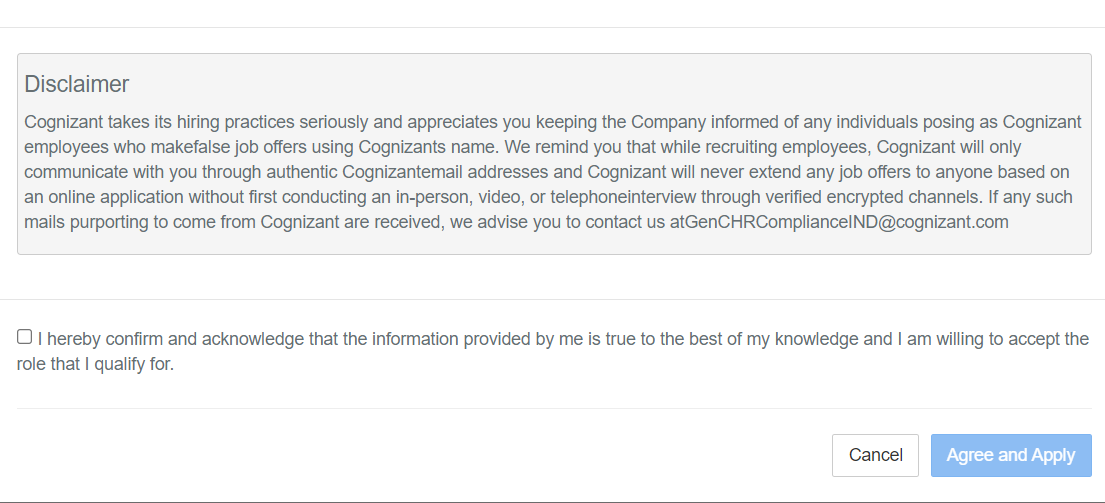 Disclaimer
Cognizant takes its hiring practices seriously and appreciates you keeping the Company informed of any individuals posing as Cognizant
employees who makefalse job offers using Cognizants name. We remind you that while recruiting employees, Cognizant will only
communicate with you through authentic Cognizantemail addresses and Cognizant will never extend any job offers to anyone based on
an online application without first conducting an in-person, video, or telephoneinterview through verified encrypted channels. If any such
mails purporting to come from Cognizant are received, we advise you to contact us atGenCHRComplianceIND@cognizant.com
I hereby confirm and acknowledge that the information provided by me is true to the best of my knowledge and I am willing to accept the
role that I qualify for.
Cancel Agree and Apply